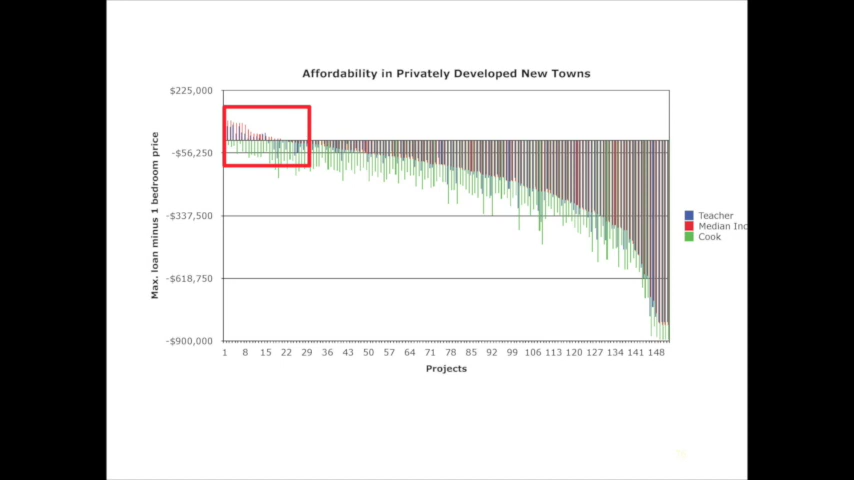 Affordability in Privately Developed New Towns
$225,000
-$56,250
-$337,500
-$618,750
-$900,000
Max. loan minus 1 bedroom price
1 8 15 22 29 36 43 50 57 64 71 78 85 92 99 106 113 120 127 134 141 148
Projects
Teacher
Median Inc
Cook